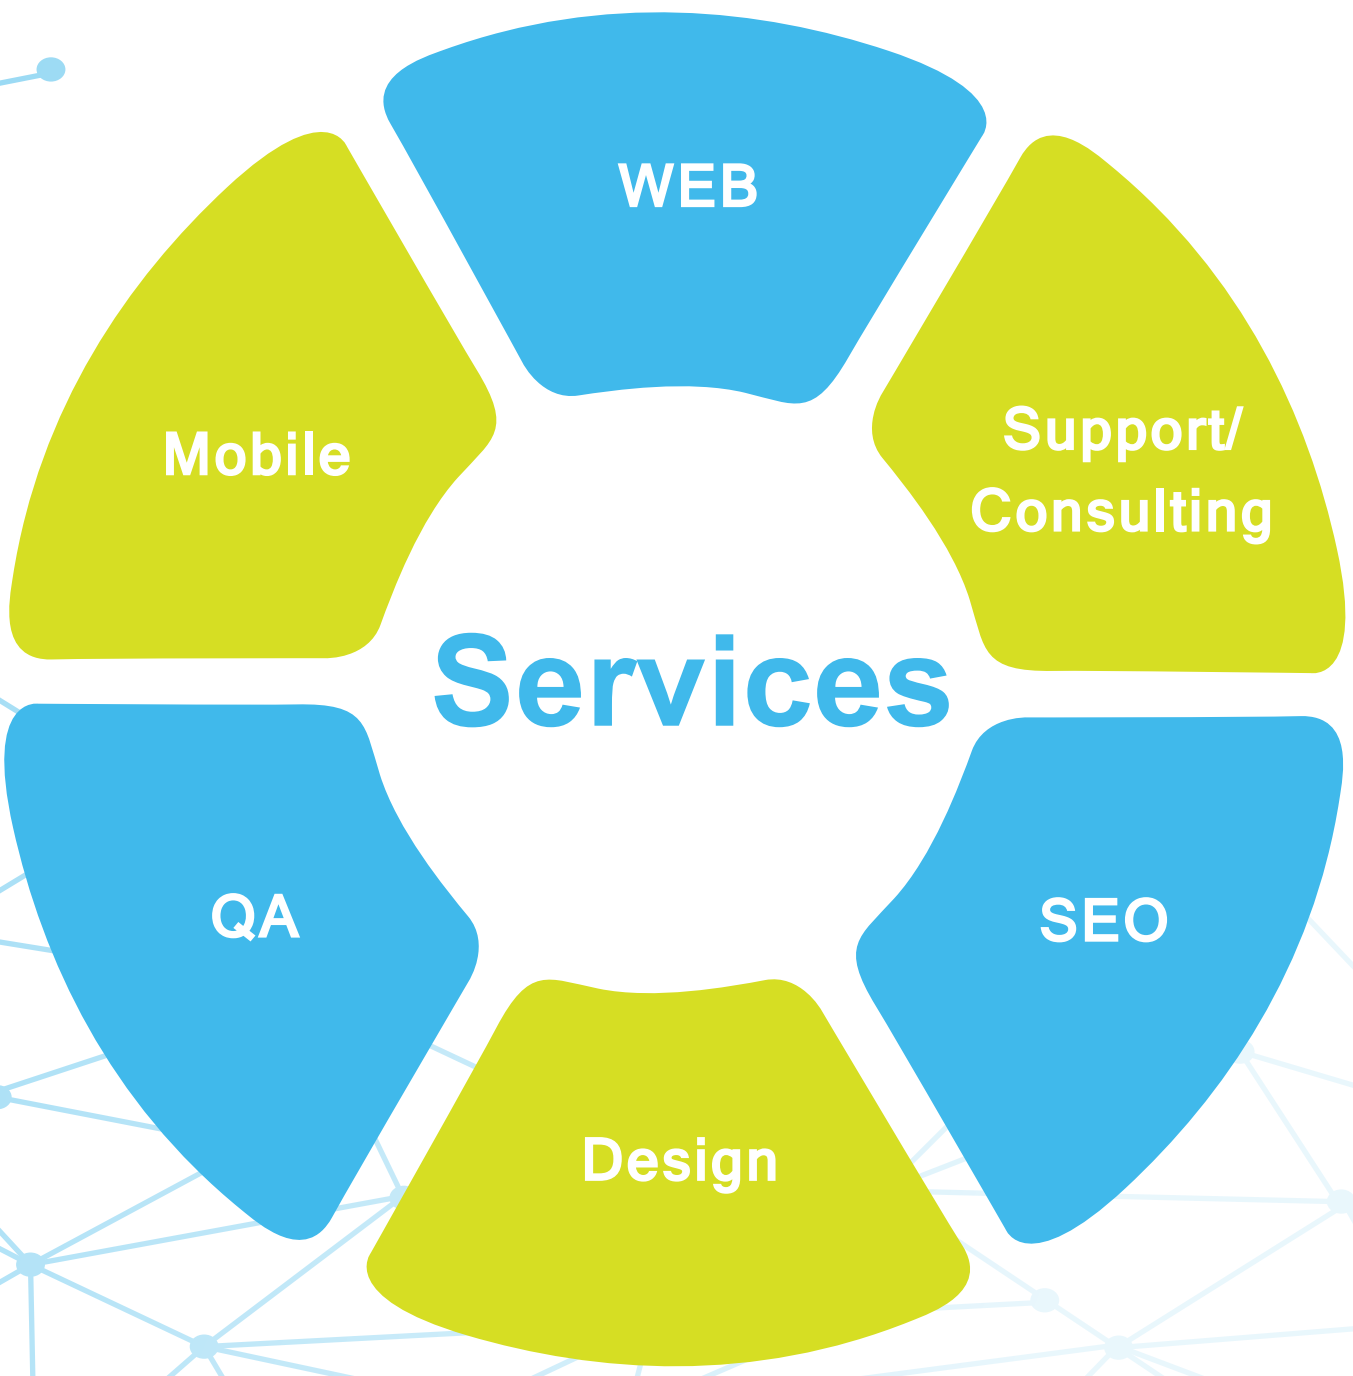 WEB
Support/
Consulting
Mobile
Services
QA
SEO
Design